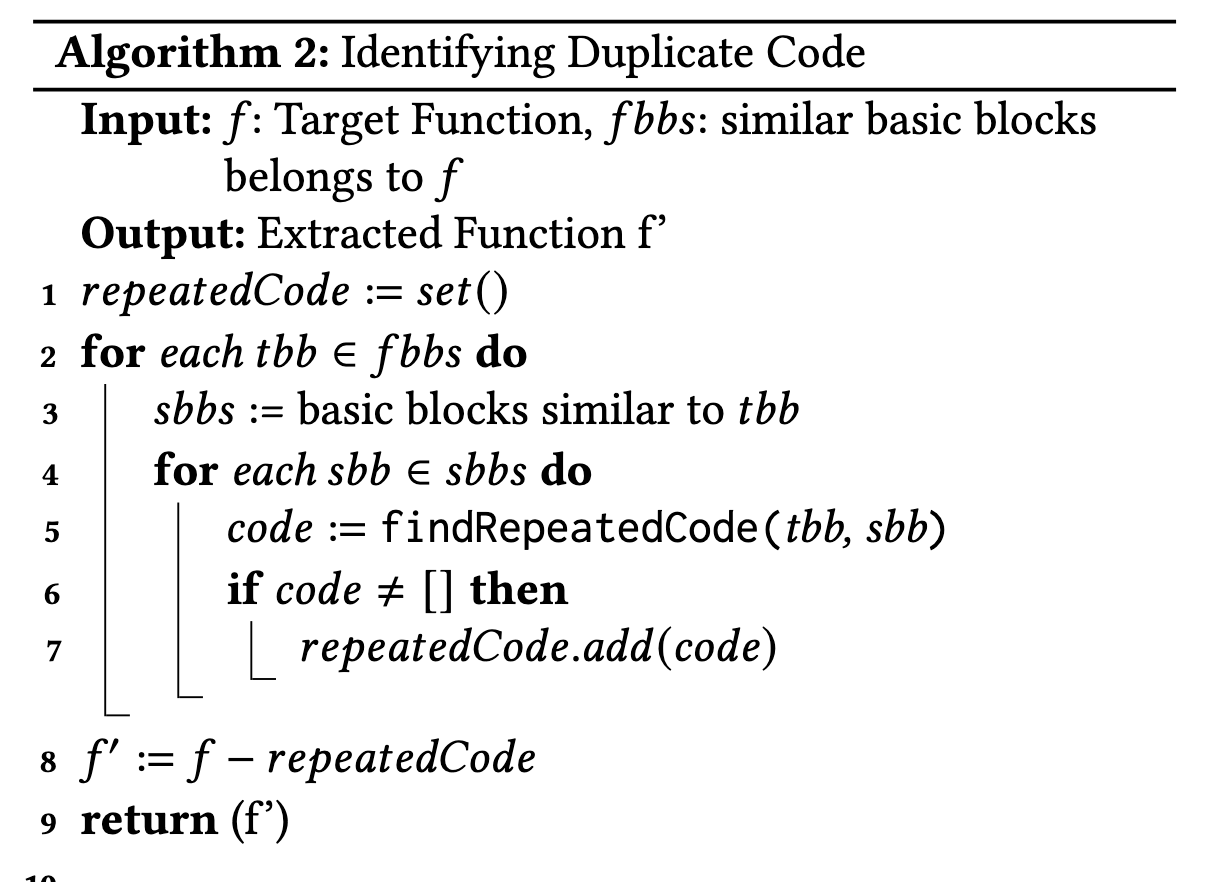 Algorithm 2: Identifying Duplicate Code
Input: f: Target Function, fbbs: similar basic blocks
belongs to f
Output: Extracted Function f’
1 repeatedCode := set()
2 for each tbb ∈ fbbs do
3 sbbs := basic blocks similar to tbb
4 for each sbb ∈ sbbs do
5 code := findRepeatedCode(tbb, sbb)
6 if code ≠ [] then
7 repeatedCode.add(code)
8 f′ := f − repeatedCode
9 return (f’)
10